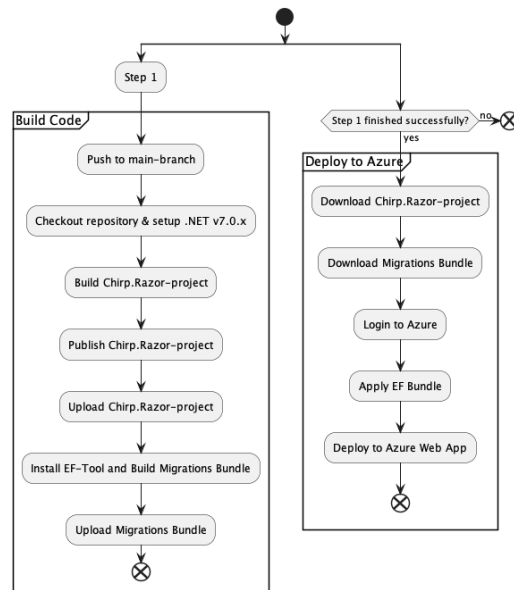 Step 1
Build Code
Push to main-branch
Checkout repository & setup .NET v7.0.x
Build Chirp.Razor-project
Publish Chirp.Razor-project
Upload Chirp.Razor-project
Install EF-Tool and Build Migrations Bundle
Upload Migrations Bundle
Step 1 finished successfully?
no
yes
Deploy to Azure
Download Chirp.Razor-project
Download Migrations Bundle
Login to Azure
Apply EF Bundle
Deploy to Azure Web App